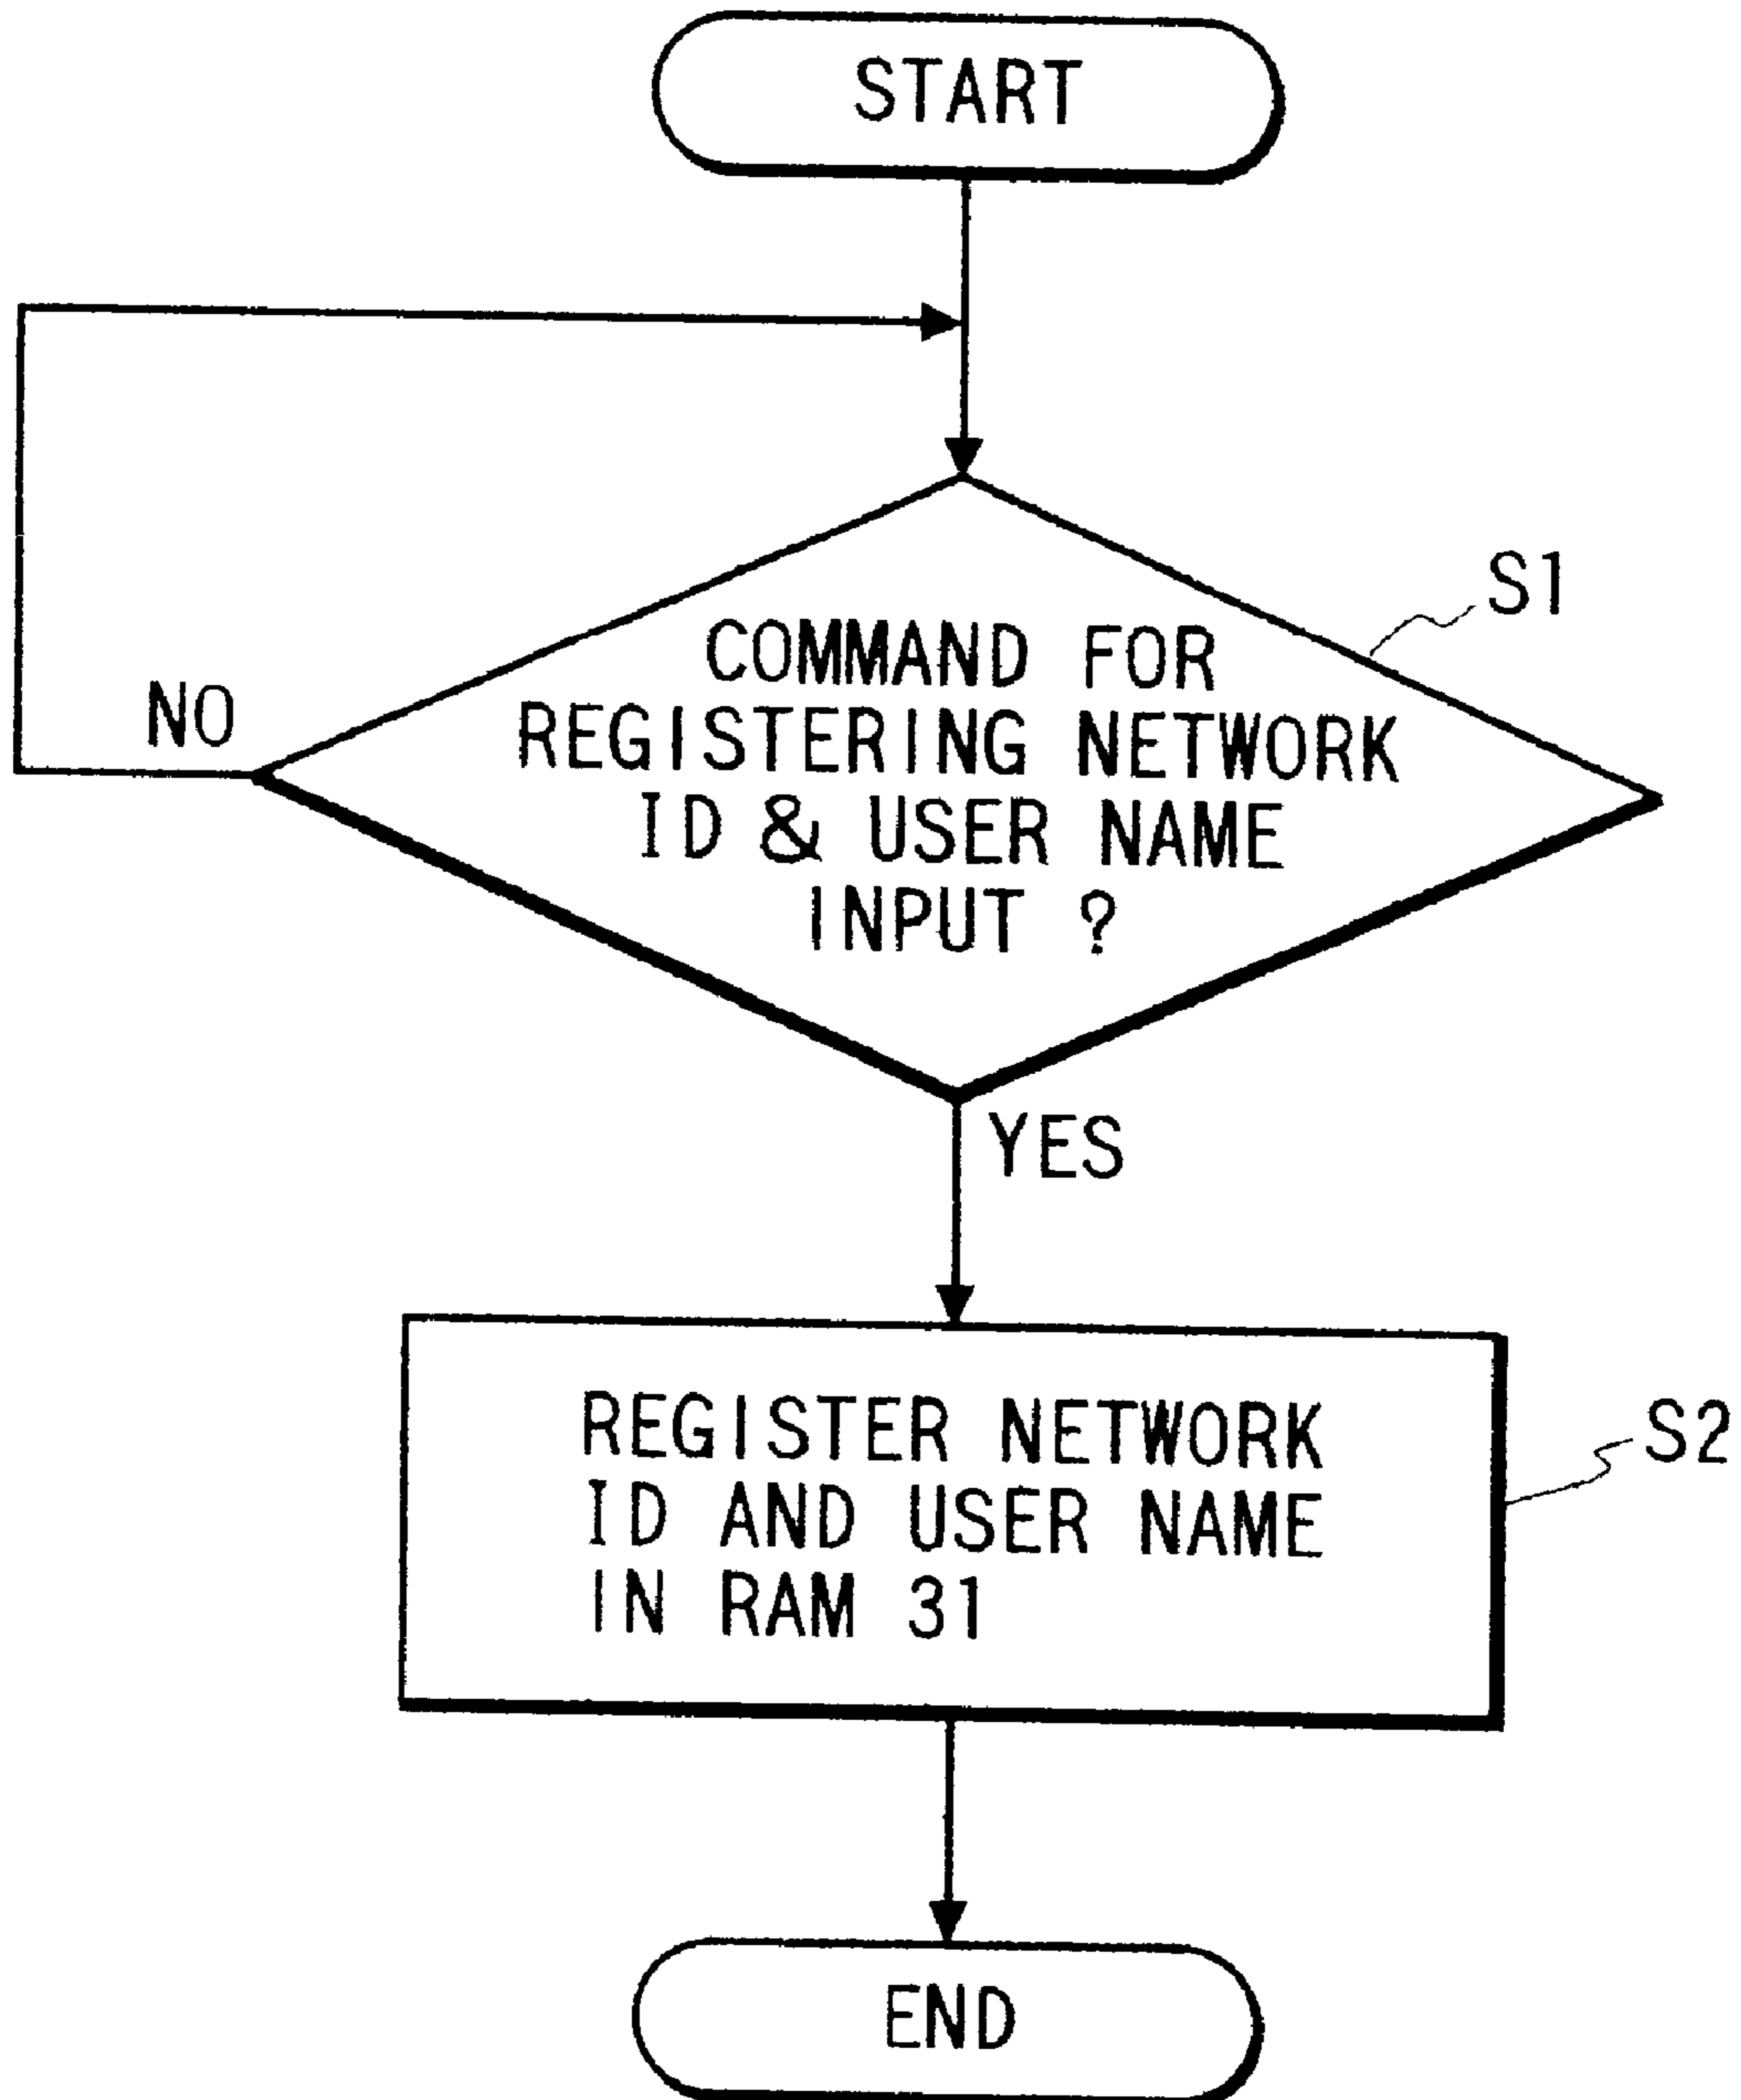 START
S1
COMMAND FOR
REGISTERING NETWORK
ID & USER NAME
INPUT ?
NO
YES
REGISTER NETWORK
ID AND USER NAME
IN RAM 31
S2
END